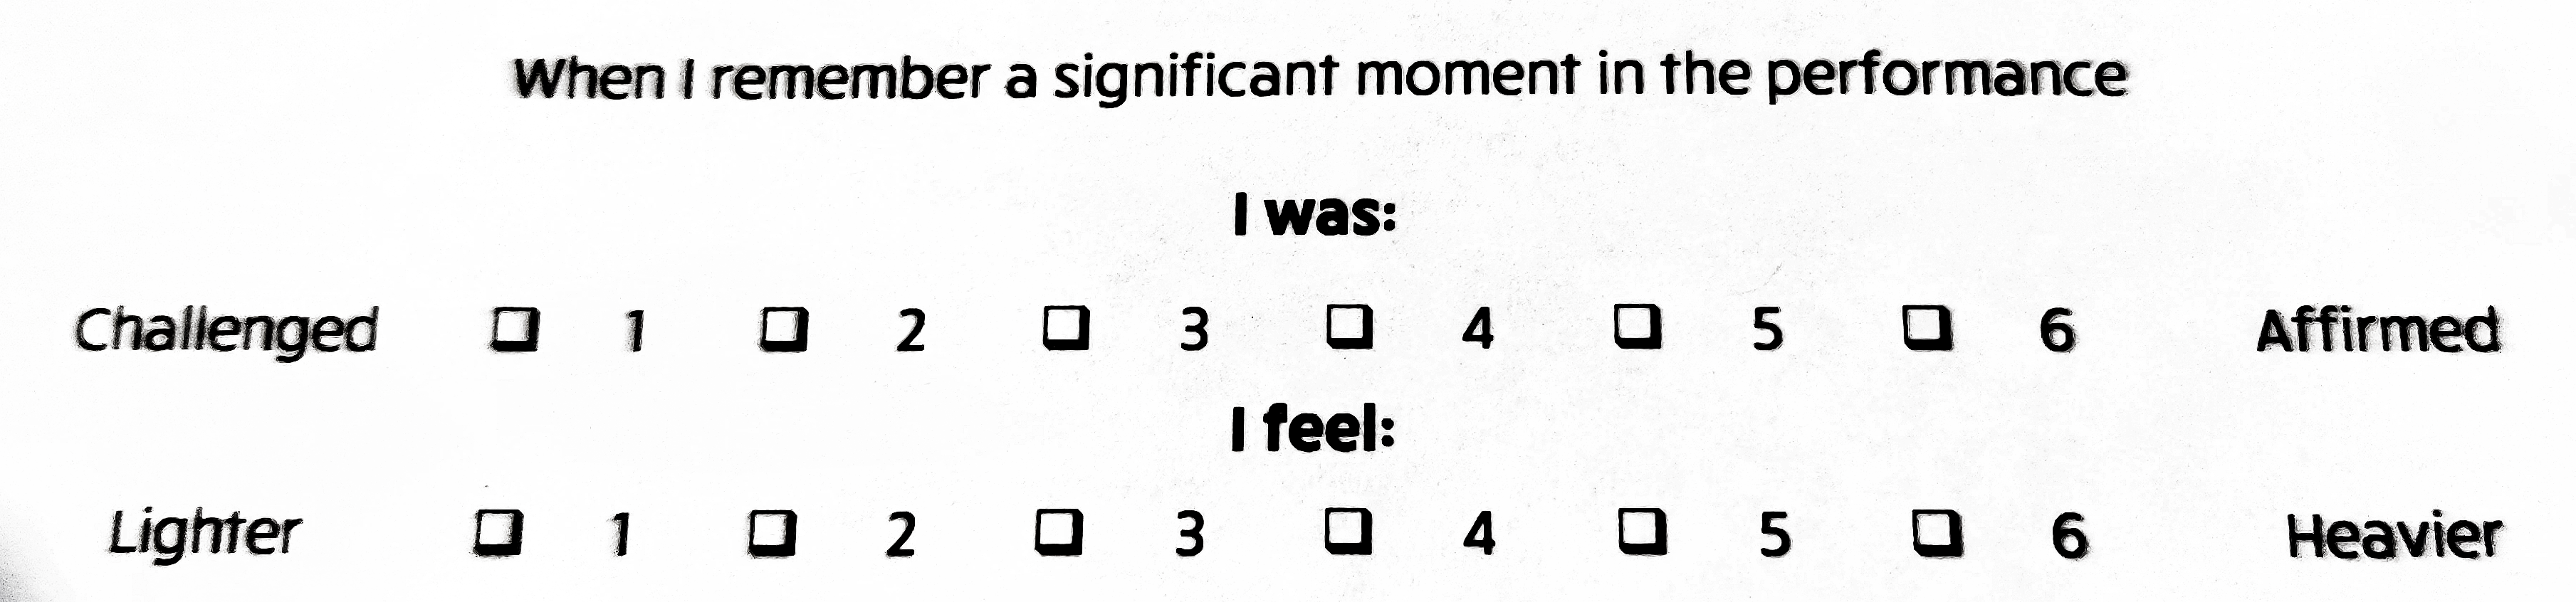 When I remember a significant moment in the performance
I was:
Challenged ❏ 1 ❏ 2 ❏ 3 ❏ 4 ❏ 5 ❏ 6 Affirmed
I feel:
Lighter ❏ 1 ❏ 2 ❏ 3 ❏ 4 ❏ 5 ❏ 6 Heavier